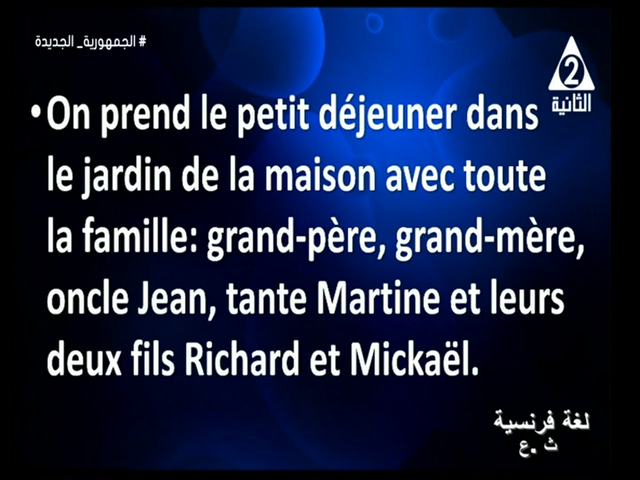 # الجمهورية_ الجديدة
2
الثانية
•On prend le petit déjeuner dans
le jardin de la maison avec toute
la famille: grand-père, grand-mère,
oncle Jean, tante Martine et leurs
deux fils Richard et Mickaël.
لغة فرنسية
ث .ع